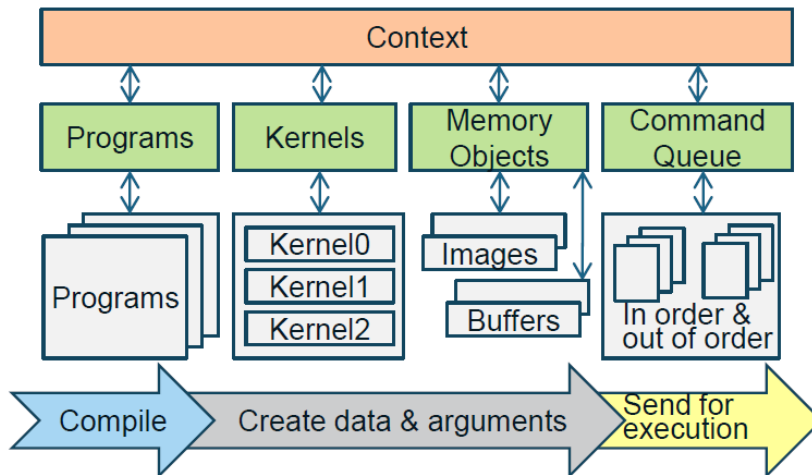 Context
Programs
Kernels
Memory
Objects
Command
Queue
Programs
Kernel0
Kernel1
Kernel2
Images
Buffers
In order &
out of order
Compile
Create data & arguments
Send for
execution